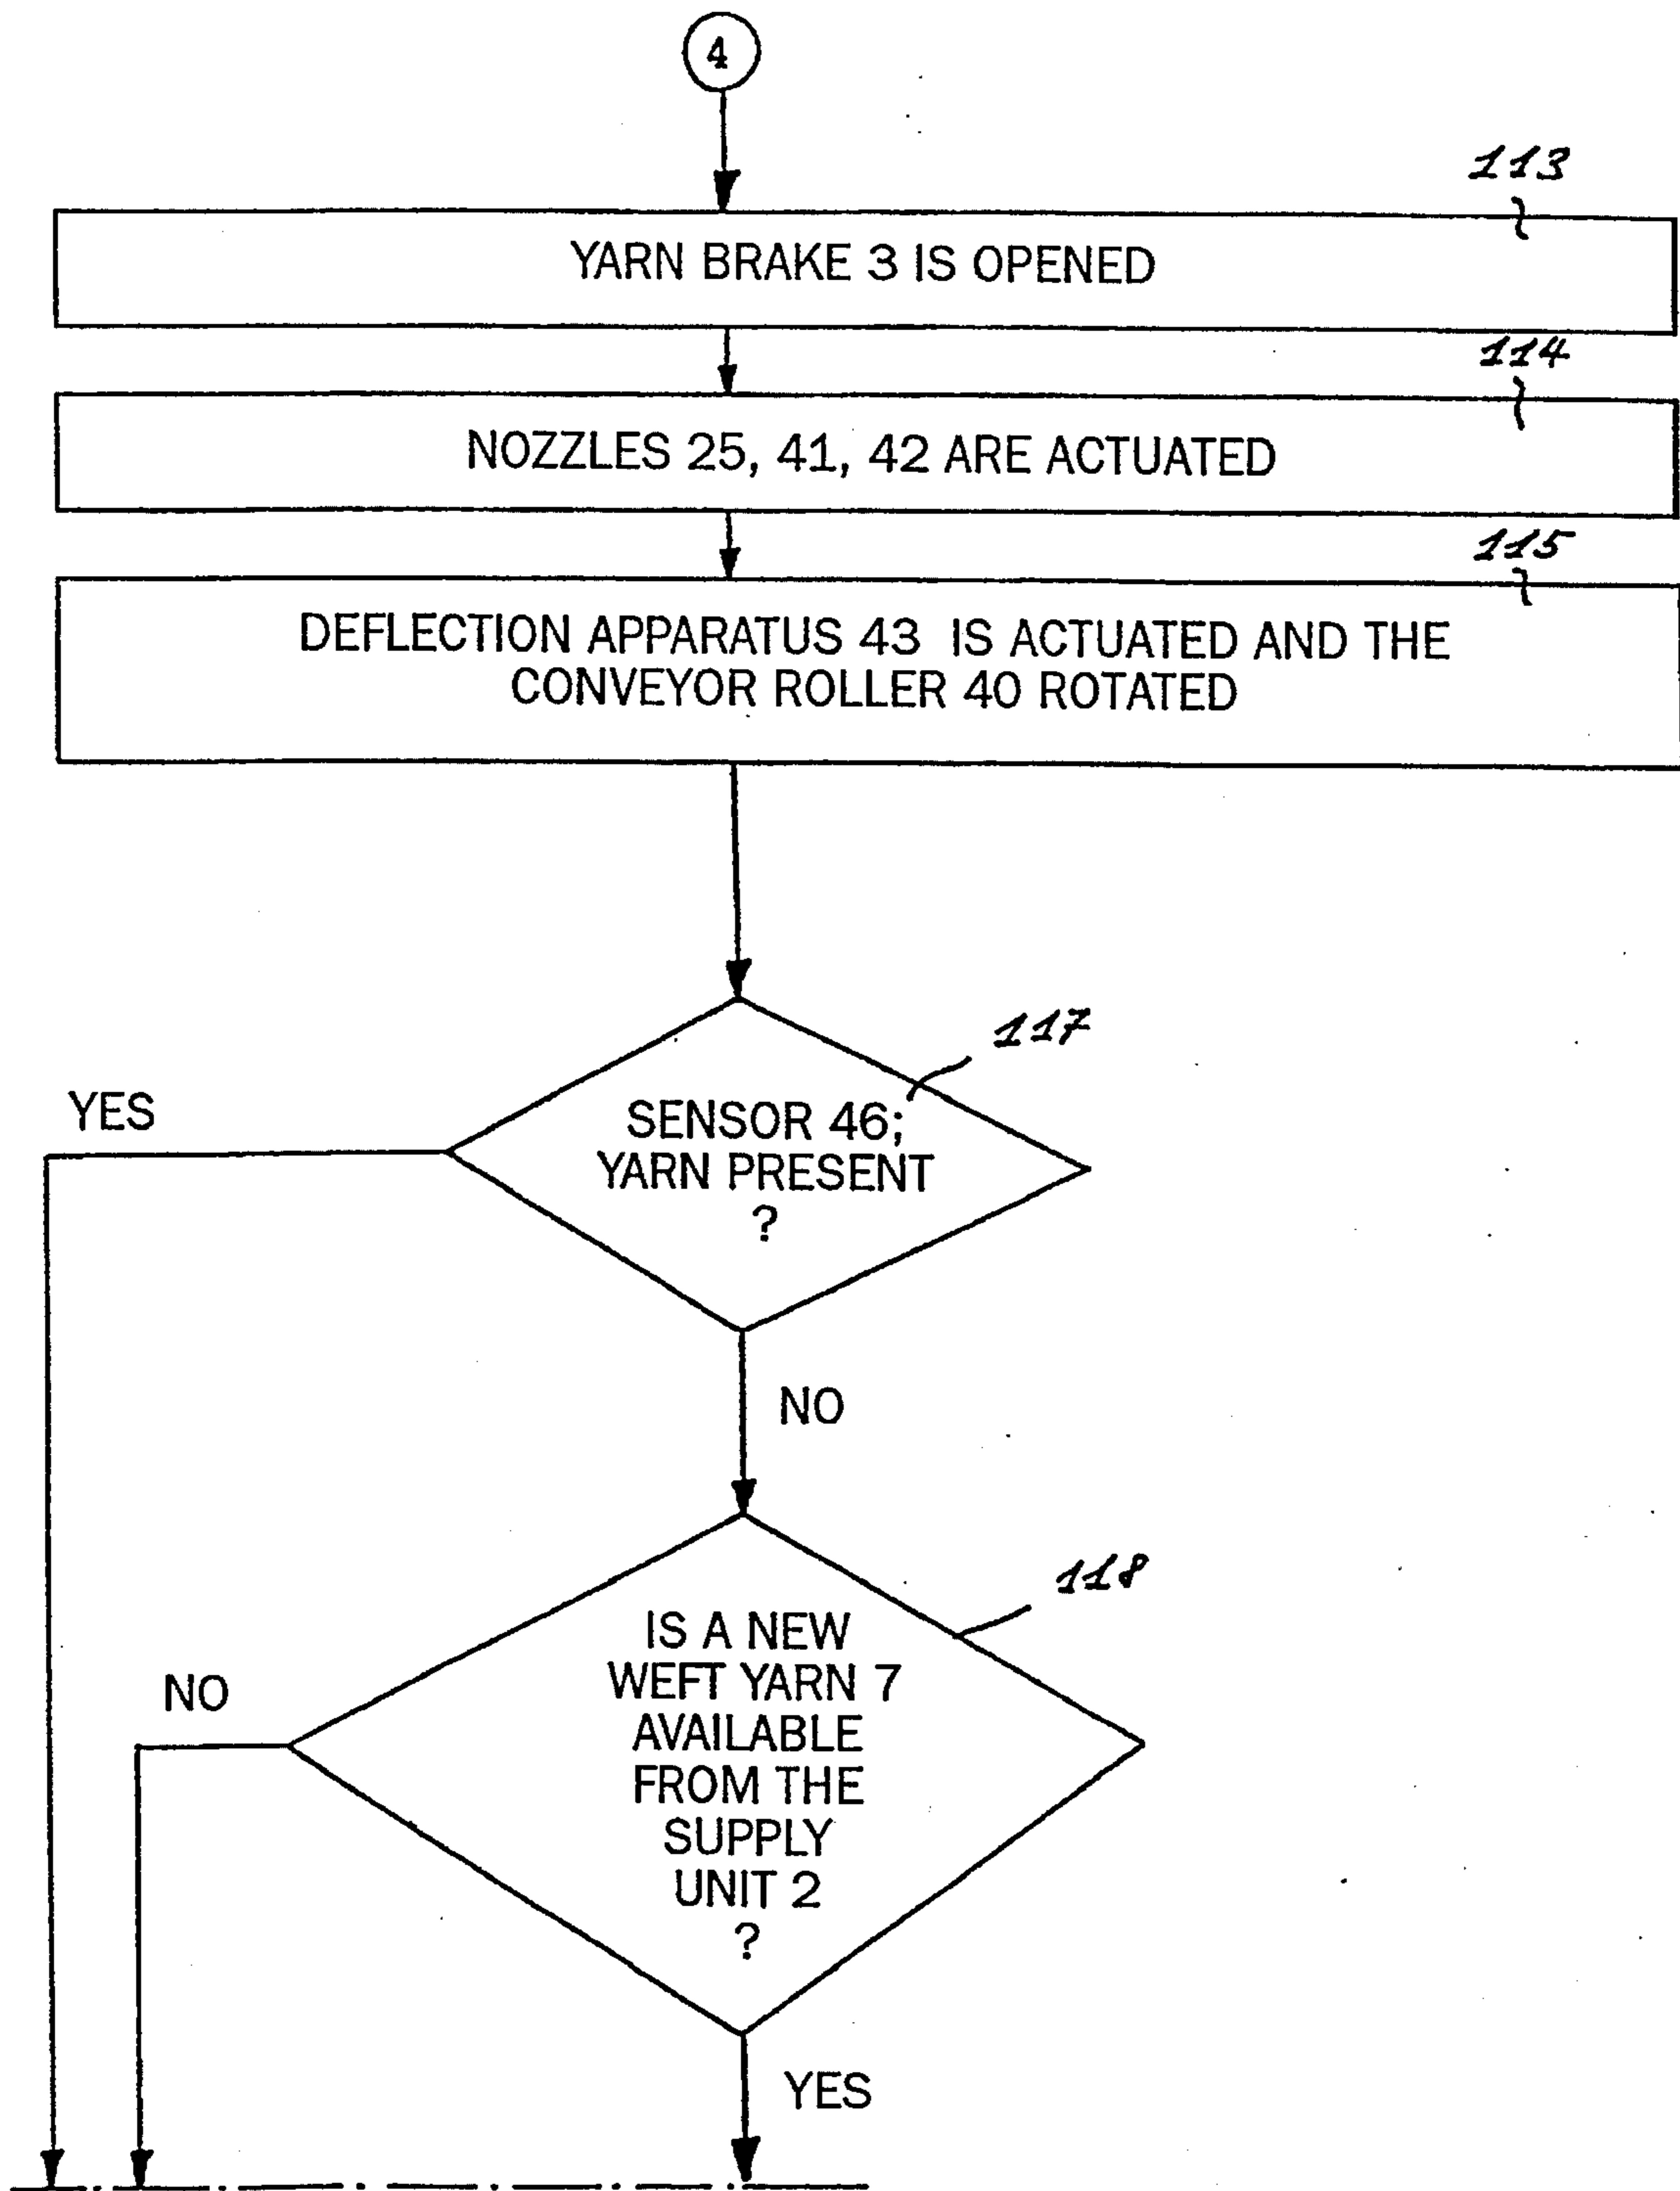 4
113
YARN BRAKE 3 IS OPENED
114
NOZZLES 25, 41, 42 ARE ACTUATED
115
DEFLECTION APPARATUS 43 IS ACTUATED AND THE
CONVEYOR ROLLER 40 ROTATED
117
YES
SENSOR 46;
YARN PRESENT
?
NO
118
IS A NEW
WEFT YARN 7
AVAILABLE
FROM THE
SUPPLY
UNIT 2
?
NO
YES